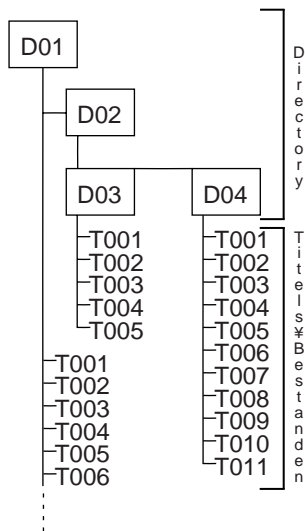 D01
D02
D03
D04
T001
T002
T003
T004
T005
T001
T002
T003
T004
T005
T006
T007
T008
T009
T010
T011
T001
T002
T003
T004
T005
T006
Directory
Titels¥Bestanden